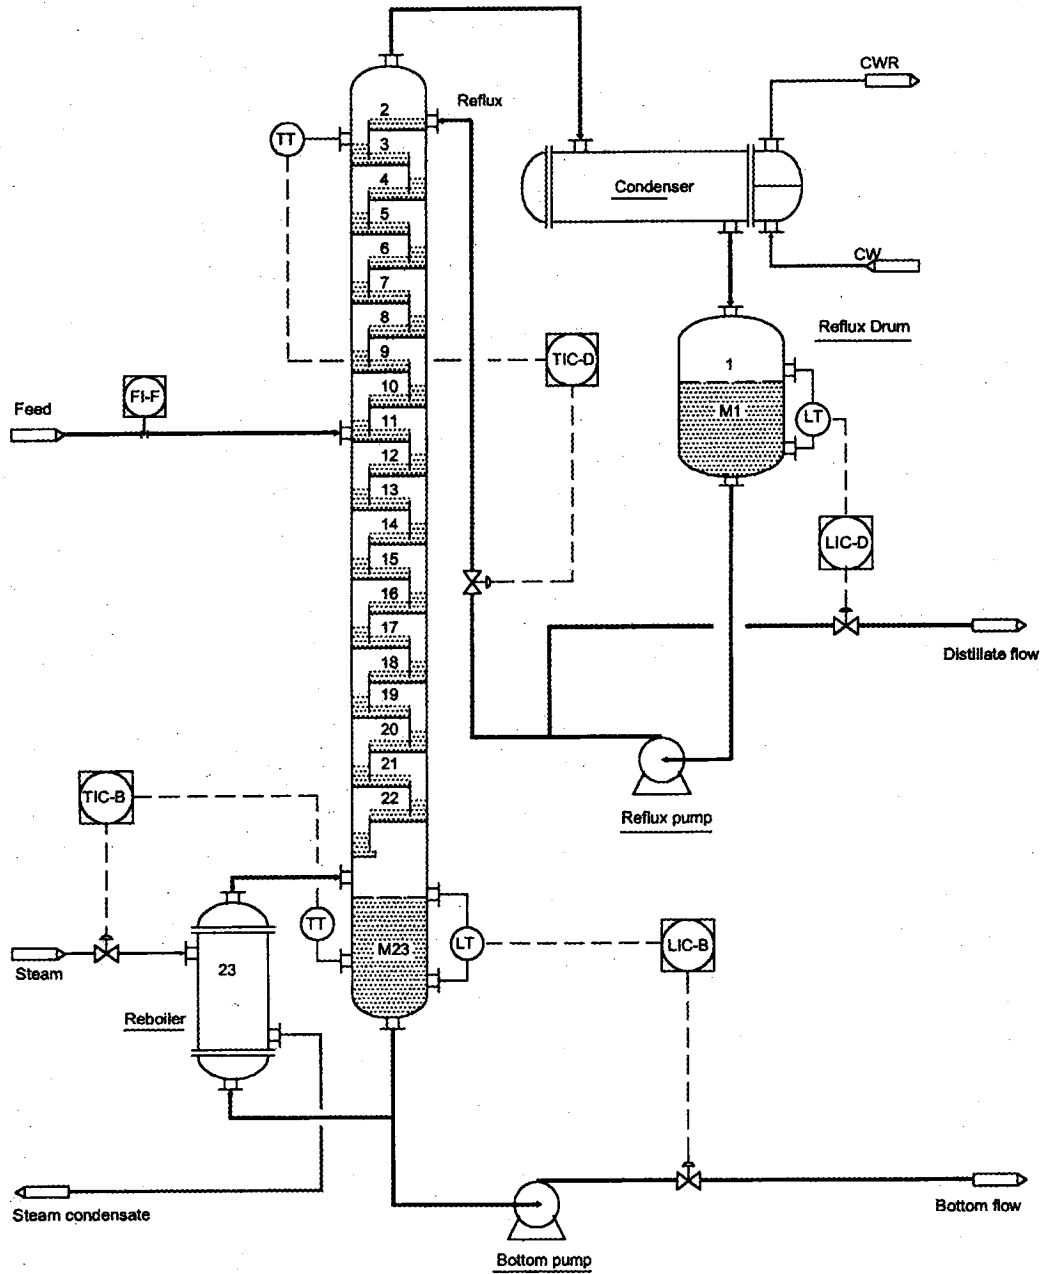 CWR
2
Reflux
TT
3
4
Condenser
5
6
CW
7
8
Reflux Drum
9
TIC-D
1
10
FI-F
Feed
11
M1
LT
12
13
14
LIC-D
15
16
17
Distillate flow
18
19
20
21
TIC-B
22
Reflux pump
TT
M23
LT
LIC-B
23
Steam
Reboiler
Steam condensate
Bottom flow
Bottom pump